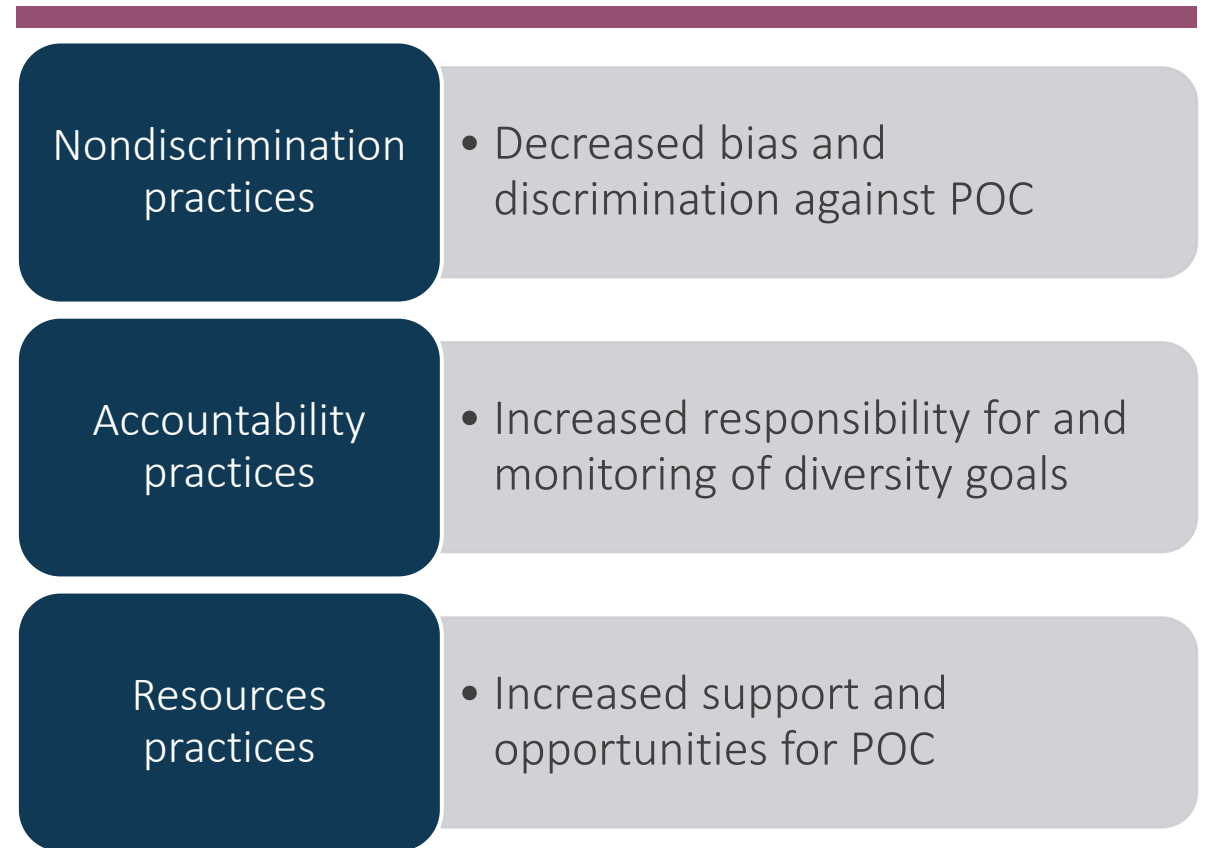 Nondiscrimination
practices
• Decreased bias and
discrimination against POC
Accountability
practices
• Increased responsibility for and
monitoring of diversity goals
Resources
practices
• Increased support and
opportunities for POC